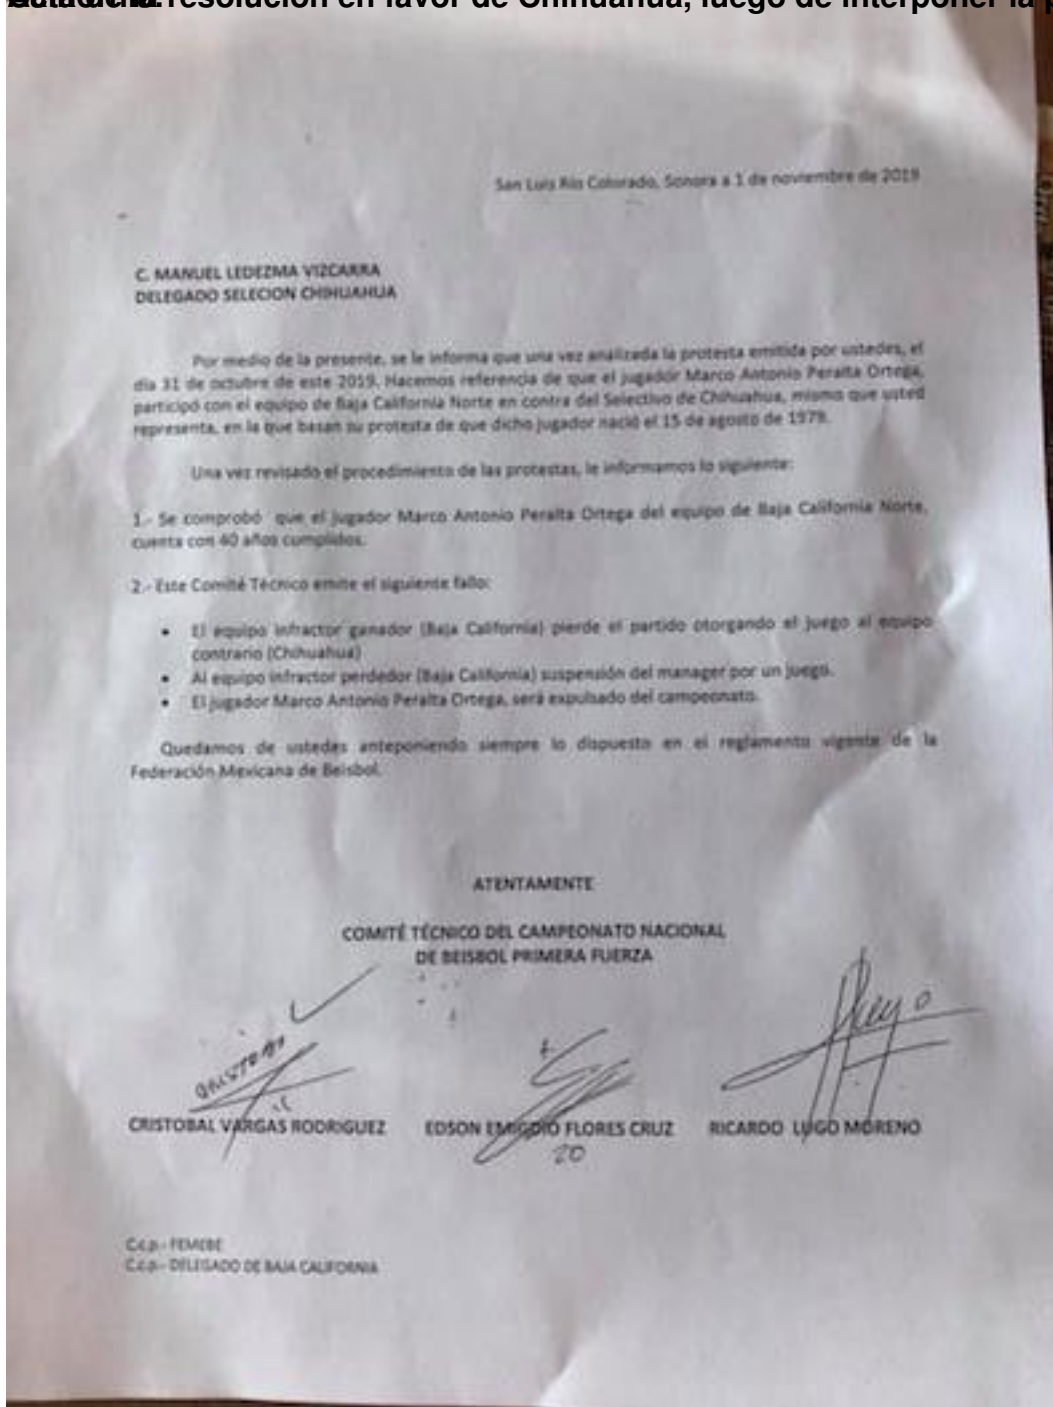 resolución en favor de Chihuahua, luego de interponer la p
San Luis Rio Colorado, Sonora a 1 de noviembre de 2019
C. MANUEL LEDEZMA VIZCARRA
DELEGADO SELECION CHIHUAHUA
Por medio de la presente, se le informa que una vez analizada la protesta emitida por ustedes, el
día 31 de octubre de este 2019. Hacemos referencia de que el jugador Marco Antonio Peralta Ortega,
participó con el equipo de Baja California Norte en contra del Selectivo de Chihuahua, mismo que usted
representa, en la que basan su protesta de que dicho jugador nació el 15 de agosto de 1979.
Una vez revisado el procedimiento de las protestas, le informamos lo siguiente:
1.- Se comprobó que el jugador Marco Antonio Peralta Ortega del equipo de Baja California Norte,
cuenta con 40 años cumplidos.
2.- Este Comité Técnico emite el siguiente fallo:
• El equipo infractor ganador (Baja California) pierde el partido otorgando el juego al equipo
contrario (Chihuahua)
• Al equipo infractor perdedor (Baja California) suspensión del manager por un juego.
• El jugador Marco Antonio Peralta Ortega, será expulsado del campeonato.
Quedamos de ustedes anteponiendo siempre lo dispuesto en el reglamento vigente de la
Federación Mexicana de Beisbol.
ATENTAMENTE
COMITÉ TÉCNICO DEL CAMPEONATO NACIONAL
DE BEISBOL PRIMERA FUERZA
CRISTOBAL VARGAS RODRIGUEZ EDSON EMIGDIO FLORES CRUZ RICARDO LUGO MORENO
20
C.c.p.- FEMEBE
C.c.p.- DELEGADO DE BAJA CALIFORNIA